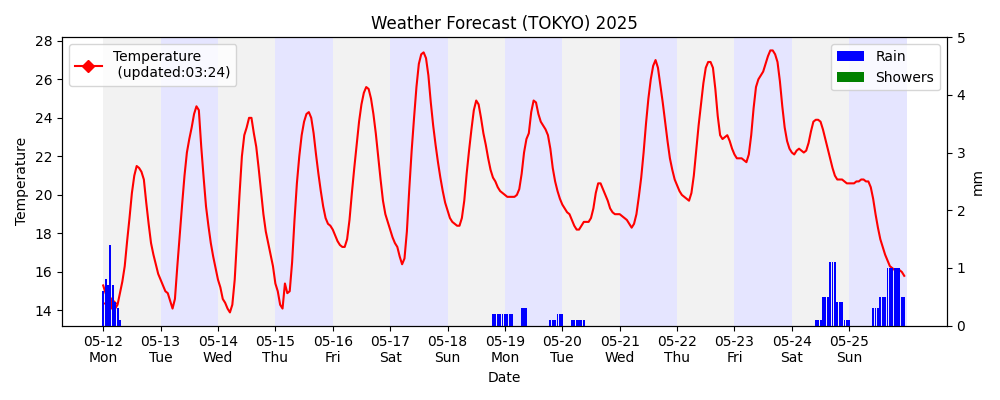 Weather Forecast (TOKYO) 2025
Temperature
(updated:03:24)
Rain
Showers
Temperature
28
26
24
22
20
18
16
14
5
4
3
2
1
0
mm
05-12 05-13 05-14 05-15 05-16 05-17 05-18 05-19 05-20 05-21 05-22 05-23 05-24 05-25
Mon Tue Wed Thu Fri Sat Sun Mon Tue Wed Thu Fri Sat Sun
Date